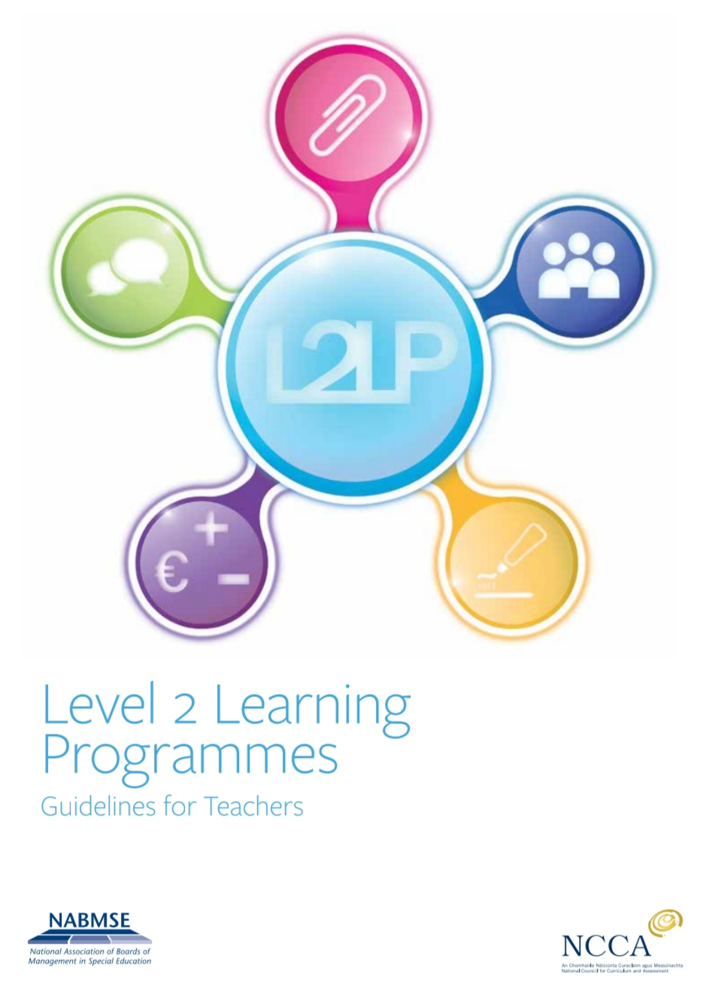 L2LP
€
+
−
Level 2 Learning
Programmes
Guidelines for Teachers
NABMSE
National Association of Boards of
Management in Special Education
NCCA
An Chomhairle Náisiúnta Curaclaim agus Measúnachta
National Council for Curriculum and Assessment